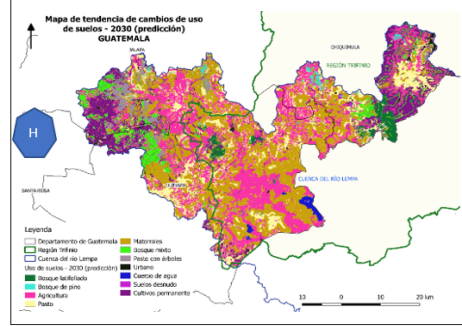 Mapa de tendencia de cambios de uso
de suelos - 2030 (predicción)
GUATEMALA
JALAPA
CHIQUIMULA
REGIÓN TRIFINIO
H
JUTIAPA
SANTA ROSA
CUENCA DEL RÍO LEMPA
Leyenda
Departamento de Guatemala
Región Trifinio
Cuenca del río Lempa
Uso de suelos - 2030 (predicción)
Bosque latifoliado
Bosque de pino
Agricultura
Pasto
Matorrales
Bosque mixto
Pasto con árboles
Urbano
Cuerpo de agua
Suelos desnudo
Cultivos permanente
10 0 10 20 km